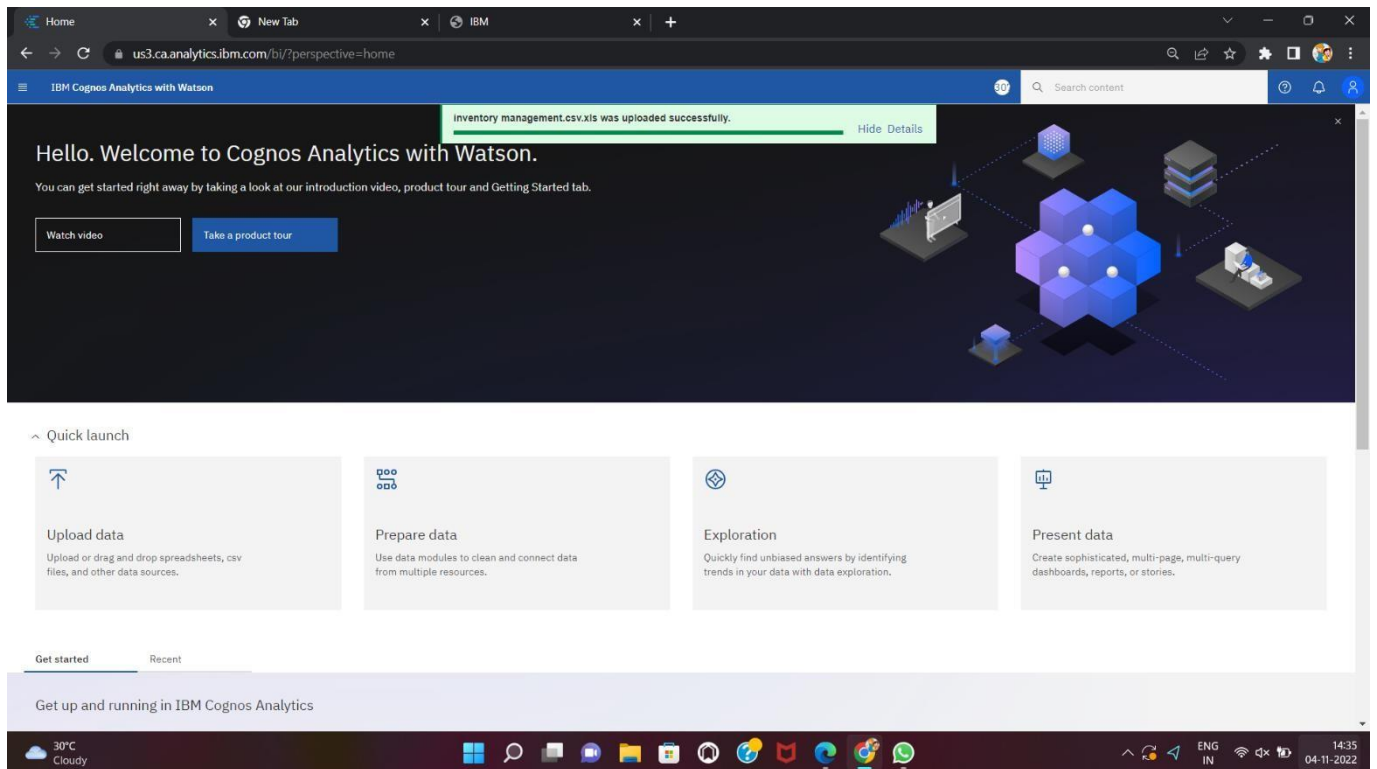 Home
New Tab
IBM
us3.ca.analytics.ibm.com/bi/?perspective=home
IBM Cognos Analytics with Watson
Search content
inventory management.csv.xls was uploaded successfully.
Hide Details
Hello. Welcome to Cognos Analytics with Watson.
You can get started right away by taking a look at our introduction video, product tour and Getting Started tab.
Watch video
Take a product tour
Quick launch
Upload data
Upload or drag and drop spreadsheets, csv
files, and other data sources.
Prepare data
Use data modules to clean and connect data
from multiple resources.
Exploration
Quickly find unbiased answers by identifying
trends in your data with data exploration.
Present data
Create sophisticated, multi-page, multi-query
dashboards, reports, or stories.
Get started
Recent
Get up and running in IBM Cognos Analytics
30°C
Cloudy
ENG
IN
14:35
04-11-2022